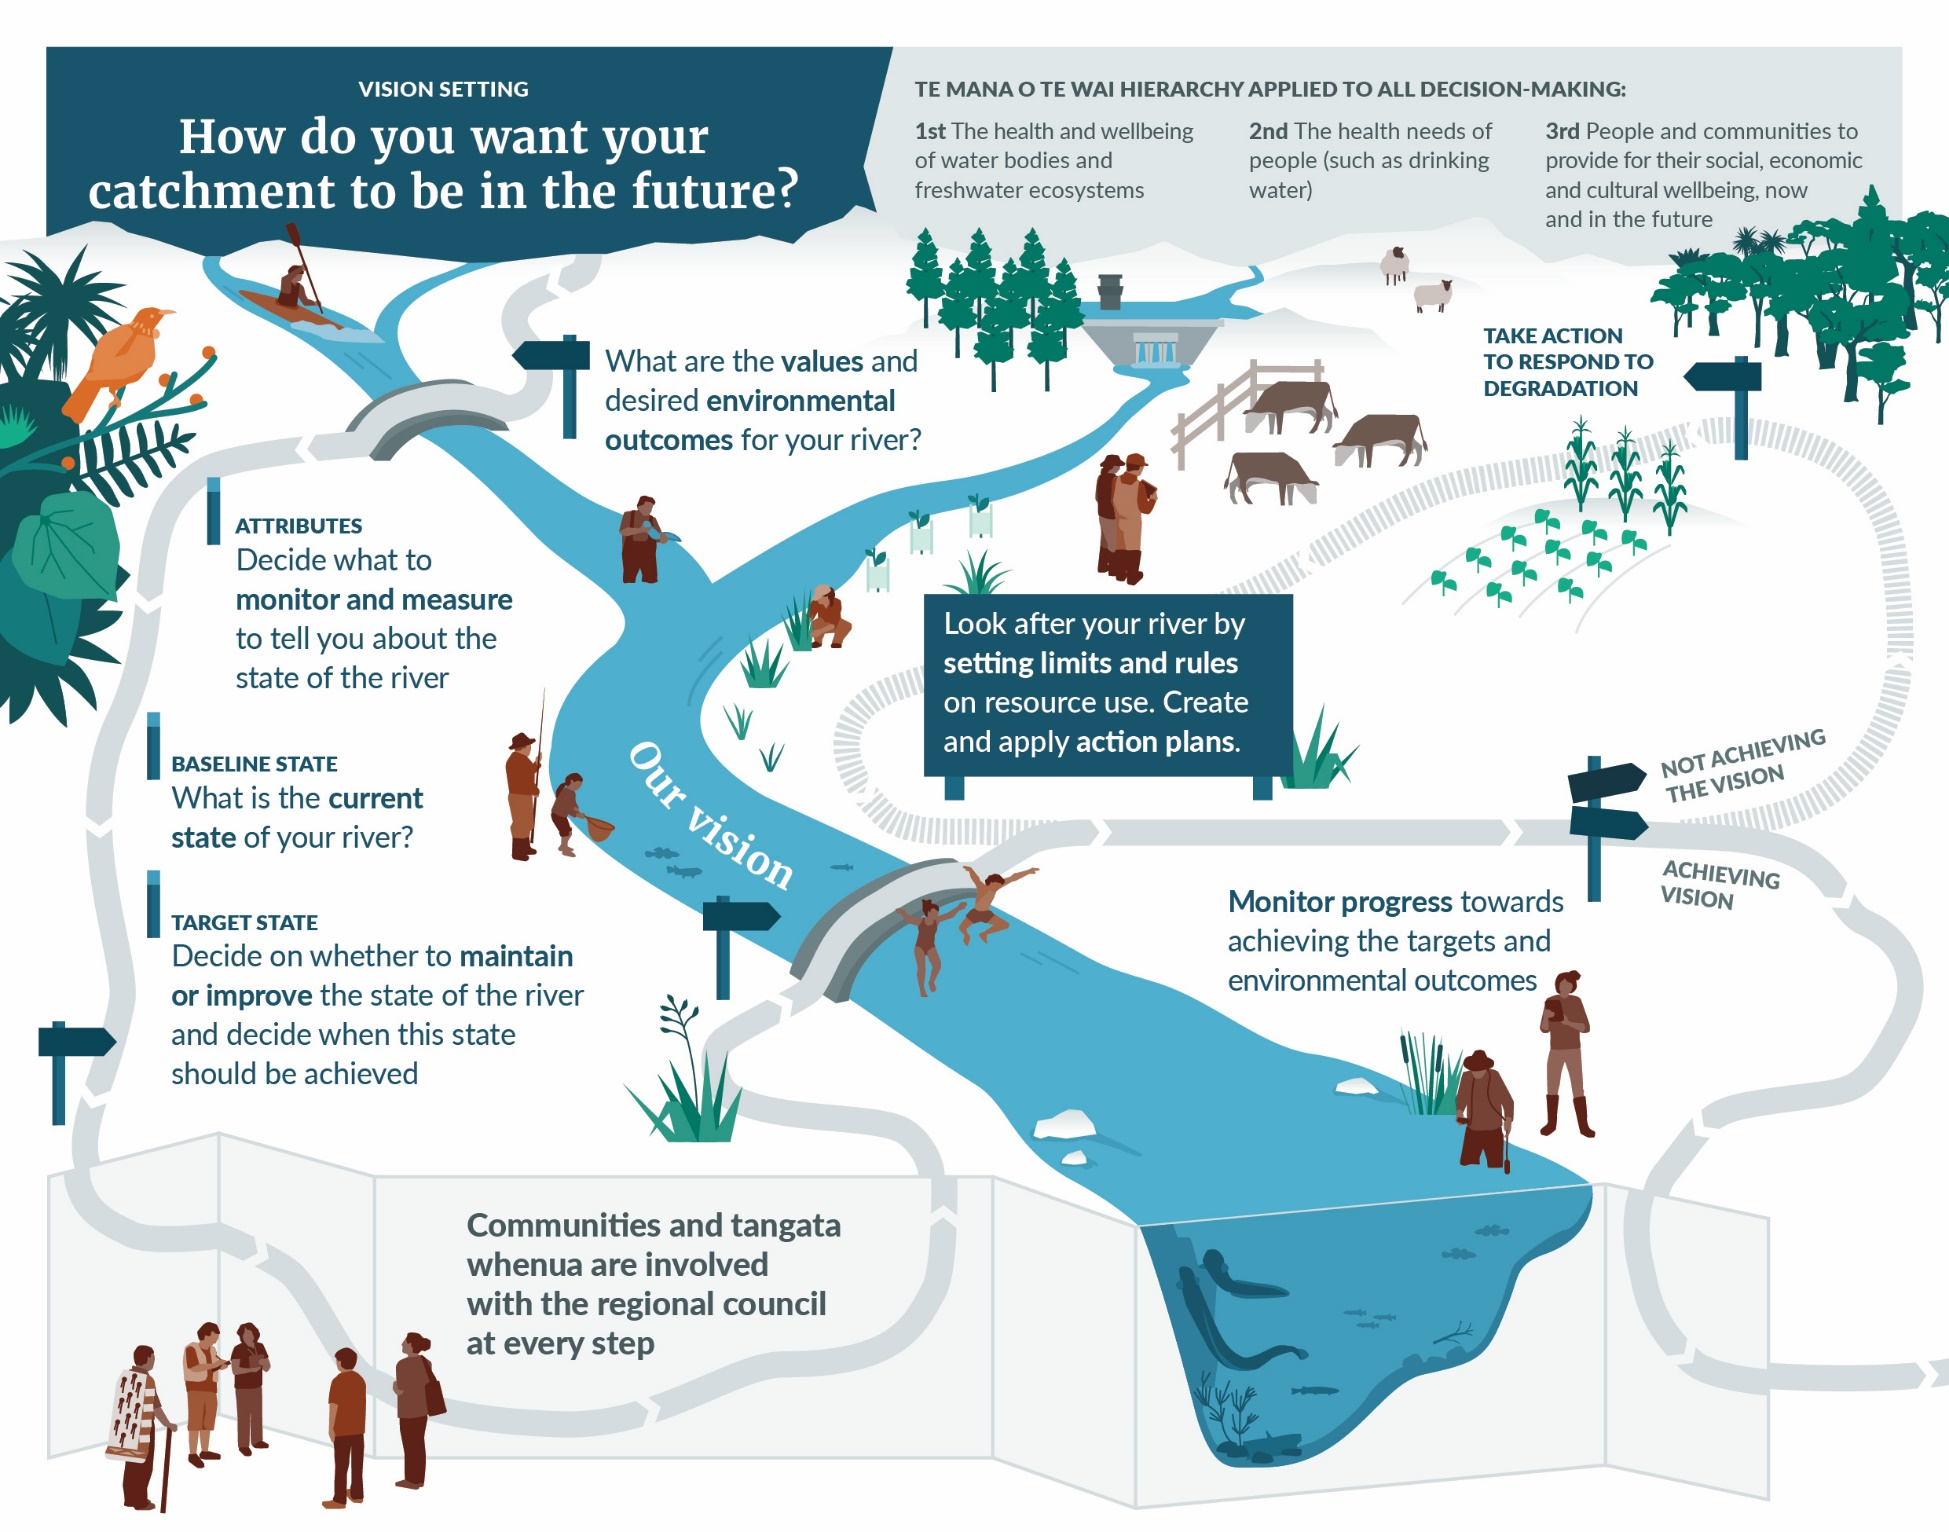 VISION SETTING
How do you want your
catchment to be in the future?
TE MANA O TE WAI HIERARCHY APPLIED TO ALL DECISION-MAKING:
1st The health and wellbeing
of water bodies and
freshwater ecosystems
2nd The health needs of
people (such as drinking
water)
3rd People and communities to
provide for their social, economic
and cultural wellbeing, now
and in the future
What are the values and
desired environmental
outcomes for your river?
TAKE ACTION
TO RESPOND TO
DEGRADATION
ATTRIBUTES
Decide what to
monitor and measure
to tell you about the
state of the river
BASELINE STATE
What is the current
state of your river?
TARGET STATE
Decide on whether to maintain
or improve the state of the river
and decide when this state
should be achieved
Our vision
Look after your river by
setting limits and rules
on resource use. Create
and apply action plans.
NOT ACHIEVING
THE VISION
ACHIEVING
VISION
Monitor progress towards
achieving the targets and
environmental outcomes
Communities and tangata
whenua are involved
with the regional council
at every step